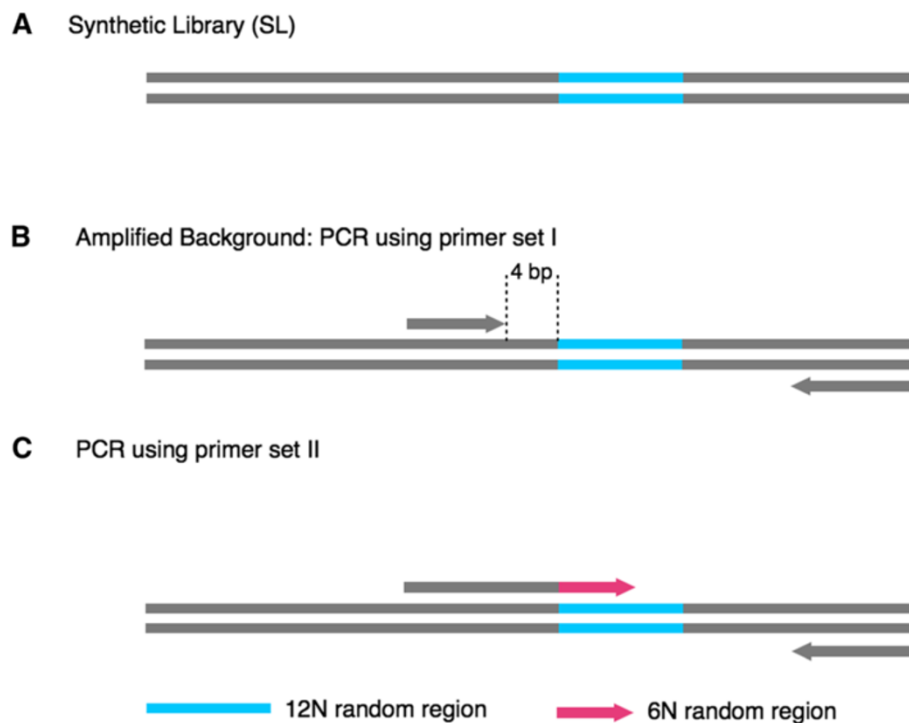 A Synthetic Library (SL)
B Amplified Background: PCR using primer set I
4 bp
C PCR using primer set II
12N random region 6N random region